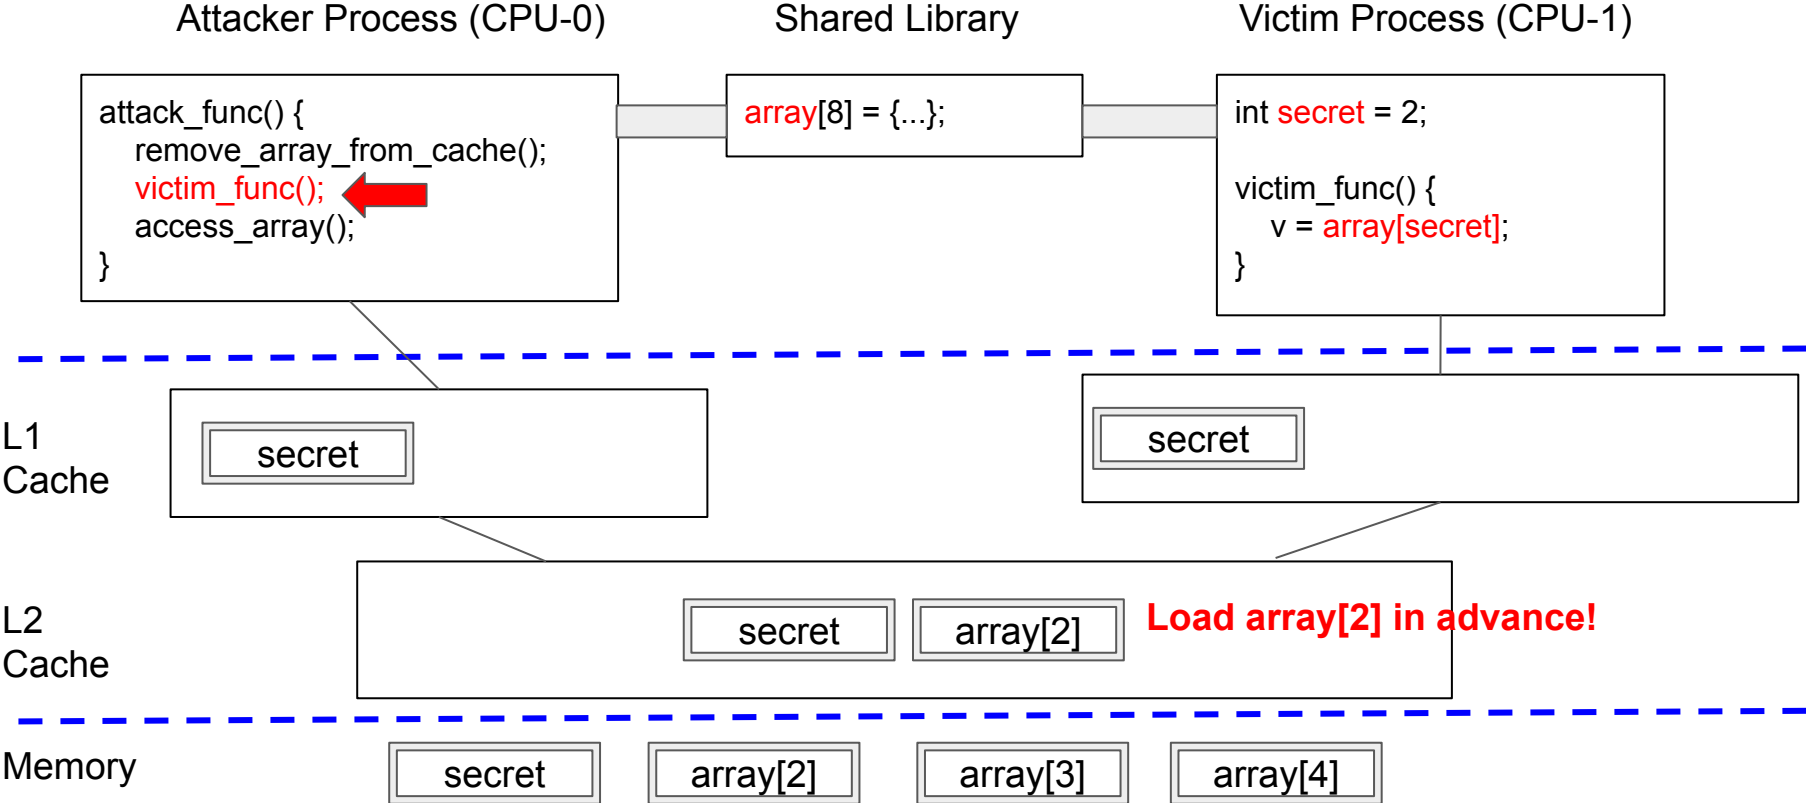 Attacker Process (CPU-0)
Shared Library
Victim Process (CPU-1)
attack_func() {
remove_array_from_cache();
victim_func();
access_array();
}
array[8] = {...};
int secret = 2;
victim_func() {
v = array[secret];
}
L1
Cache
secret
secret
L2
Cache
secret
array[2]
Load array[2] in advance!
Memory
secret
array[2]
array[3]
array[4]